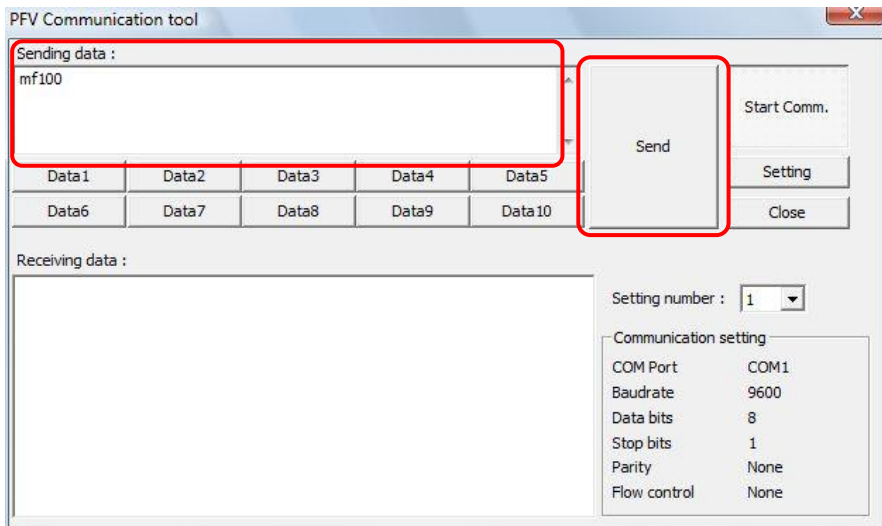 PFV Communication tool
Sending data :
mf100
Send
Start Comm.
Setting
Close
Data1 Data2 Data3 Data4 Data5
Data6 Data7 Data8 Data9 Data10
Receiving data :
Setting number : 1
Communication setting
COM Port COM1
Baudrate 9600
Data bits 8
Stop bits 1
Parity None
Flow control None